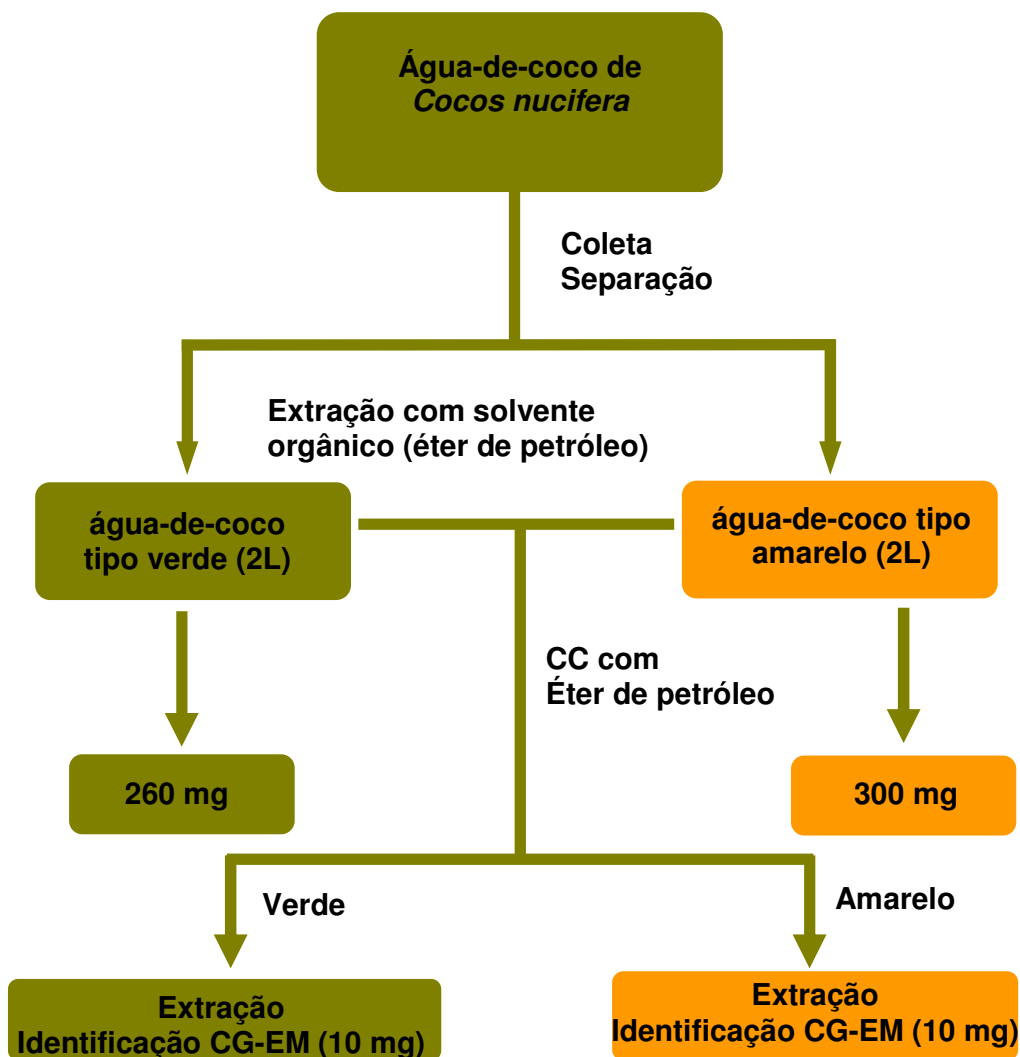 Água-de-coco de
Cocos nucifera
Coleta
Separação
Extração com solvente
orgânico (éter de petróleo)
água-de-coco
tipo verde (2L)
água-de-coco tipo
amarelo (2L)
CC com
Éter de petróleo
260 mg
300 mg
Verde
Amarelo
Extração
Identificação CG-EM (10 mg)
Extração
Identificação CG-EM (10 mg)